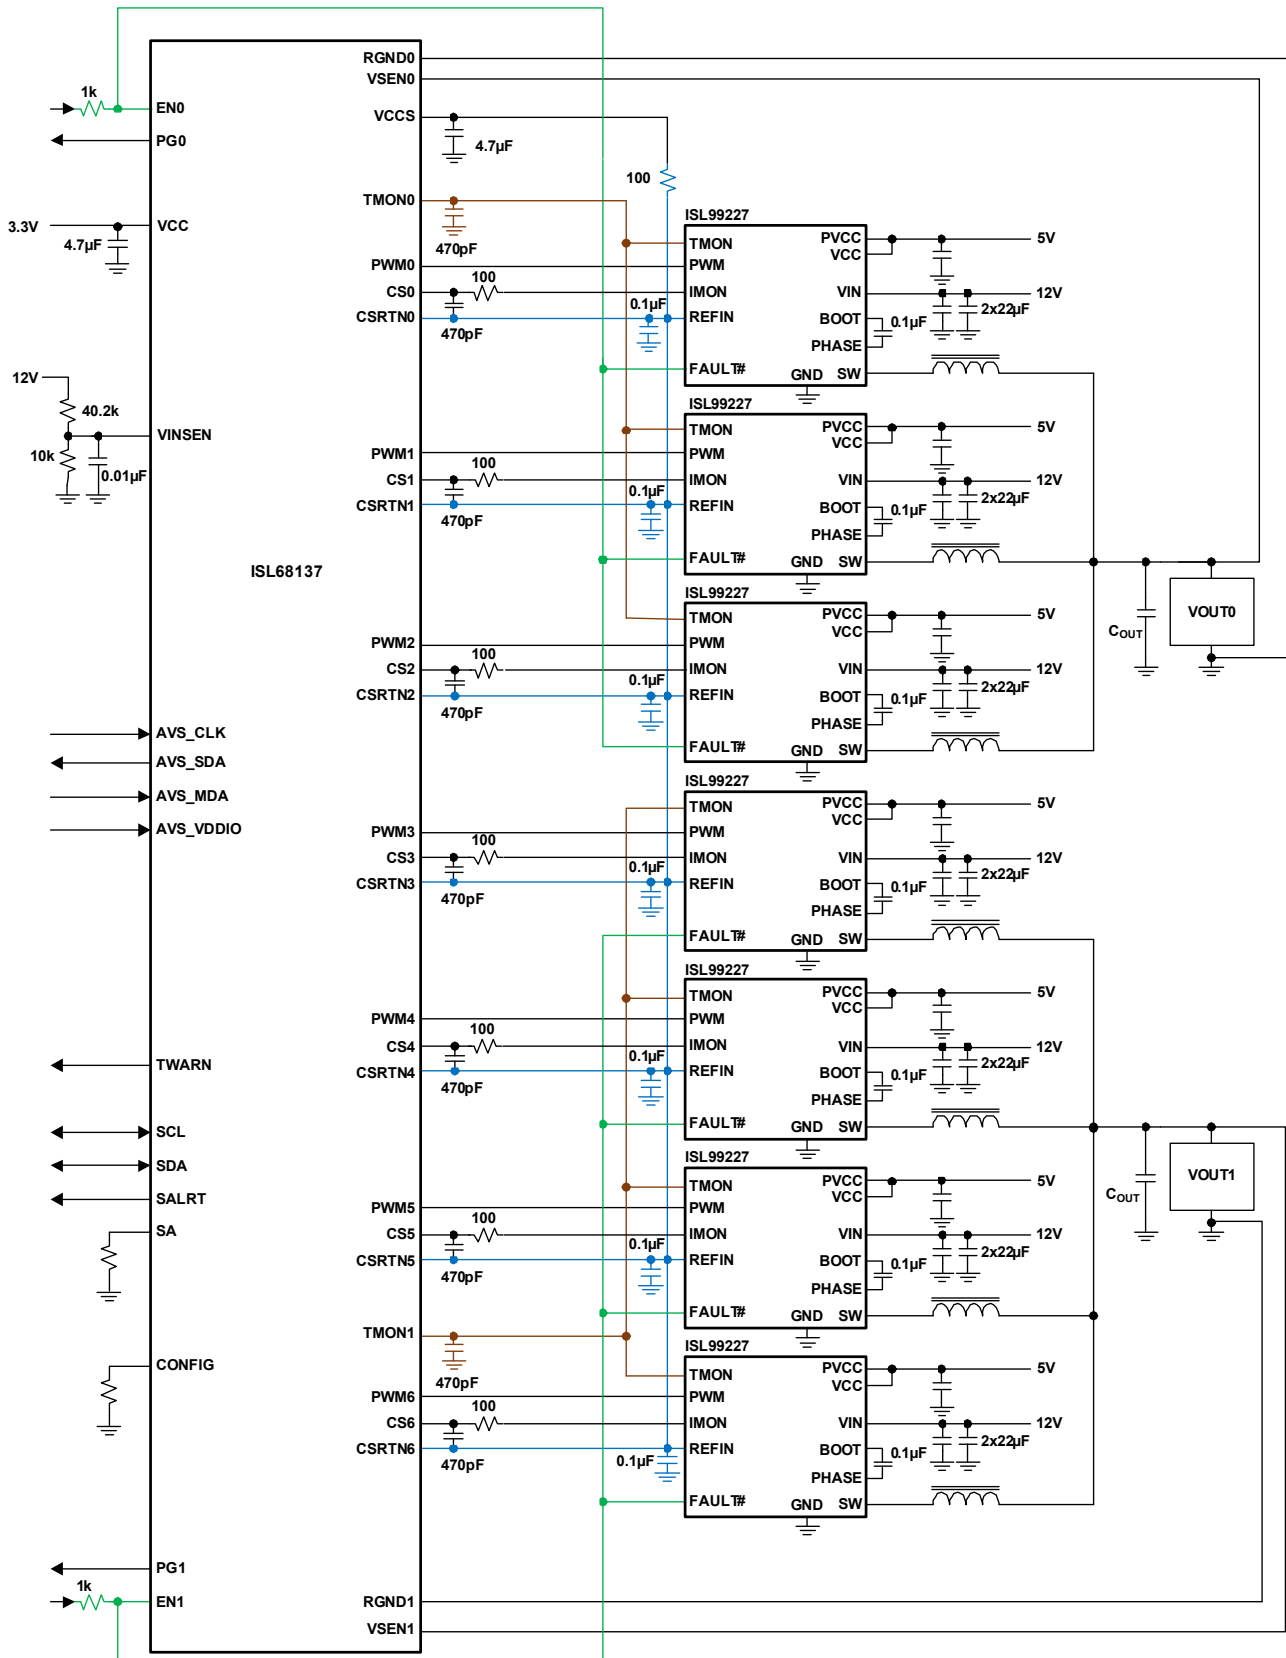 RGND0
VSEN0
1k
EN0
VCCS
PG0
4.7µF
100
TMON0
ISL99227
3.3V
VCC
4.7µF
470pF
TMON
PVCC
VCC
5V
PWM0
PWM
CS0
100
IMON
VIN
12V
CSRTN0
470pF
0.1µF
REFIN
BOOT
0.1µF
2x22µF
PHASE
FAULT#
GND
SW
12V
40.2k
VINSEN
10k
0.01µF
ISL99227
TMON
PVCC
VCC
5V
PWM1
PWM
CS1
100
IMON
VIN
12V
CSRTN1
470pF
0.1µF
REFIN
BOOT
0.1µF
2x22µF
PHASE
FAULT#
GND
SW
ISL68137
ISL99227
TMON
PVCC
VCC
5V
VOUT0
COUT
PWM2
PWM
CS2
100
IMON
VIN
12V
CSRTN2
470pF
0.1µF
REFIN
BOOT
0.1µF
2x22µF
PHASE
FAULT#
GND
SW
AVS_CLK
AVS_SDA
AVS_MDA
AVS_VDDIO
ISL99227
TMON
PVCC
VCC
5V
PWM3
PWM
CS3
100
IMON
VIN
12V
CSRTN3
470pF
0.1µF
REFIN
BOOT
0.1µF
2x22µF
PHASE
FAULT#
GND
SW
ISL99227
TMON
PVCC
VCC
5V
PWM4
PWM
CS4
100
IMON
VIN
12V
CSRTN4
470pF
0.1µF
REFIN
BOOT
0.1µF
2x22µF
PHASE
FAULT#
GND
SW
TWARN
SCL
SDA
SALRT
SA
ISL99227
TMON
PVCC
VCC
5V
VOUT1
COUT
PWM5
PWM
CS5
100
IMON
VIN
12V
CSRTN5
470pF
0.1µF
REFIN
BOOT
0.1µF
2x22µF
PHASE
FAULT#
GND
SW
TMON1
470pF
CONFIG
ISL99227
TMON
PVCC
VCC
5V
PWM6
PWM
CS6
100
IMON
VIN
12V
CSRTN6
470pF
0.1µF
REFIN
BOOT
0.1µF
2x22µF
PHASE
FAULT#
GND
SW
PG1
1k
EN1
RGND1
VSEN1